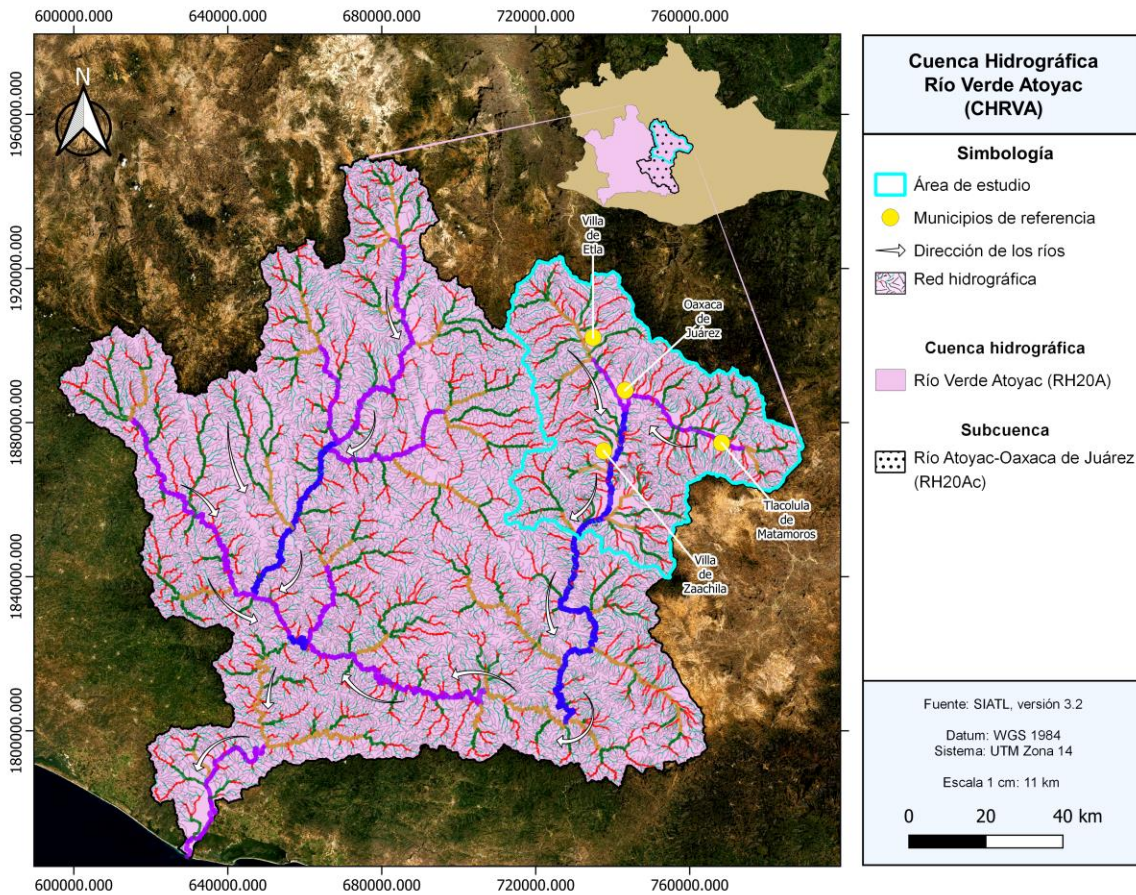 600000.000
640000.000
680000.000
720000.000
760000.000
1960000.000
1920000.000
1880000.000
1840000.000
1800000.000
N
Villa
de
Etla
Oaxaca
de
Juárez
Tlacolula
de
Matamoros
Villa
de
Zaachila
600000.000
640000.000
680000.000
720000.000
760000.000
Cuenca Hidrográfica
Río Verde Atoyac
(CHRVA)
Simbología
Área de estudio
Municipios de referencia
Dirección de los ríos
Red hidrográfica
Cuenca hidrográfica
Río Verde Atoyac (RH20A)
Subcuenca
Río Atoyac-Oaxaca de Juárez
(RH20Ac)
Fuente: SIATL, versión 3.2
Datum: WGS 1984
Sistema: UTM Zona 14
Escala 1 cm: 11 km
0 20 40 km